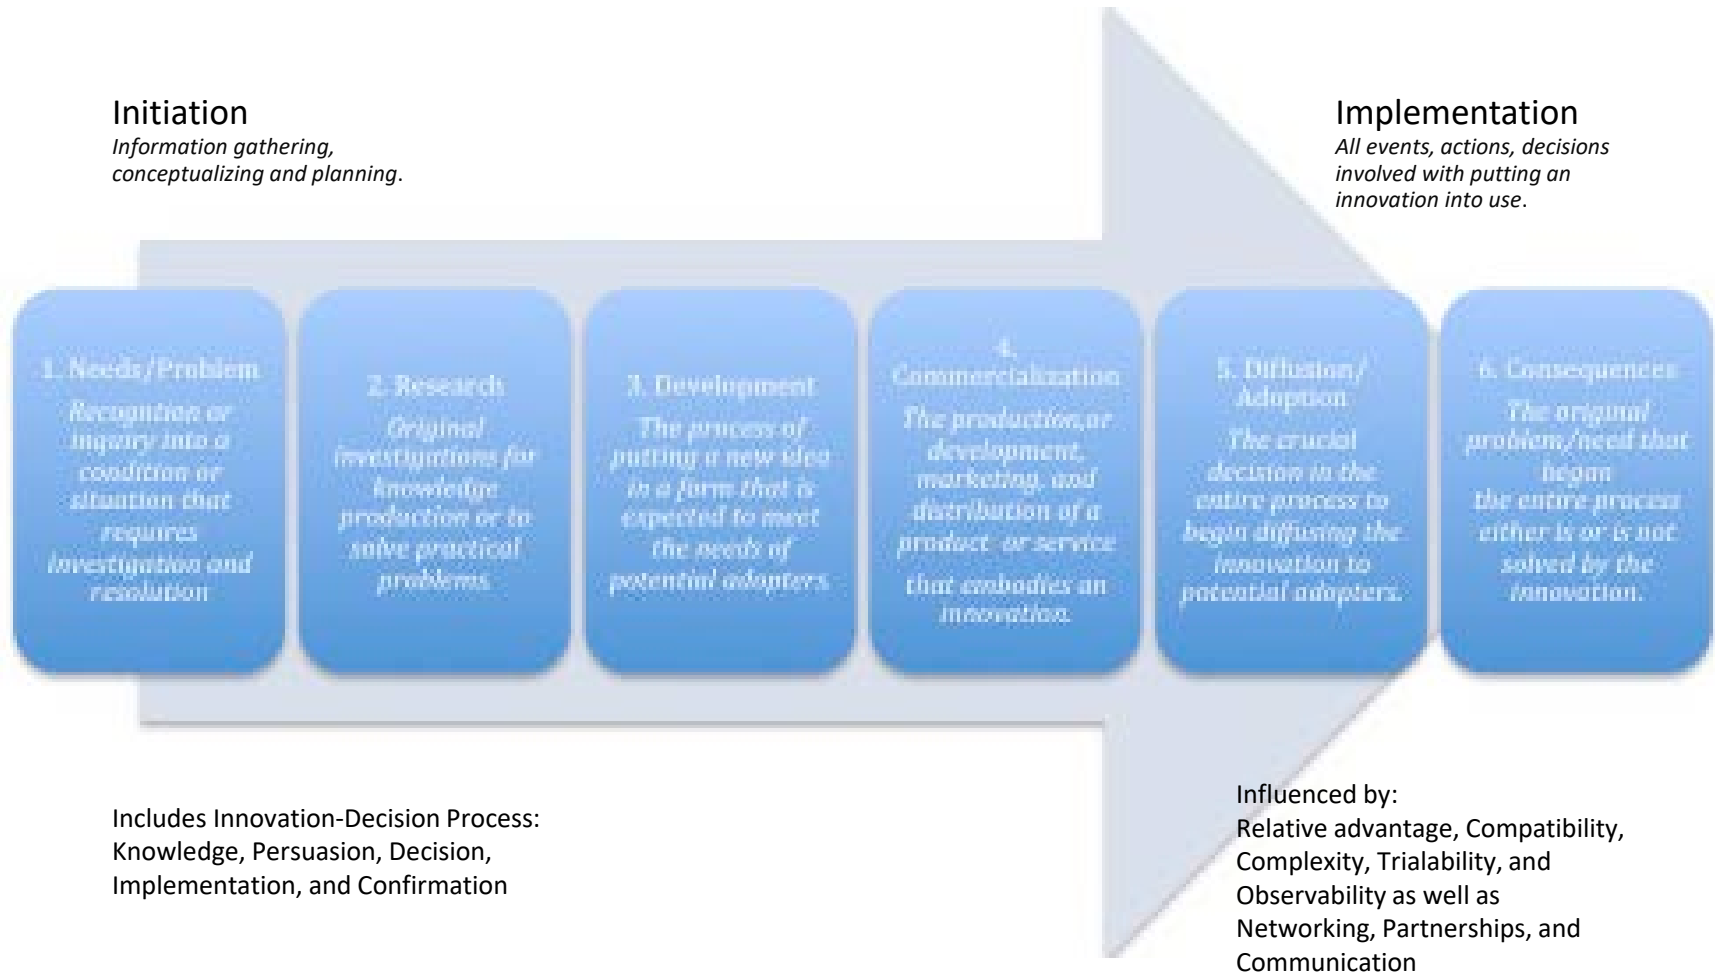 Initiation
Information gathering,
conceptualizing and planning.
Implementation
All events, actions, decisions
involved with putting an
innovation into use.
1. Needs/Problem
Recognition or
inquiry into a
condition or
situation that
requires
investigation and
resolution
2. Research
Original
investigations for
knowledge
production or to
solve practical
problems.
3. Development
The process of
putting a new idea
in a form that is
expected to meet
the needs of
potential adopters.
4.
Commercialization
The production,or
development,
marketing, and
distribution of a
product or service
that embodies an
innovation.
5. Diffusion/
Adoption
The crucial
decision in the
entire process to
begin diffusing the
innovation to
potential adopters.
6. Consequences
The original
problem/need that
began
the entire process
either is or is not
solved by the
innovation.
Includes Innovation-Decision Process:
Knowledge, Persuasion, Decision,
Implementation, and Confirmation
Influenced by:
Relative advantage, Compatibility,
Complexity, Trialability, and
Observability as well as
Networking, Partnerships, and
Communication